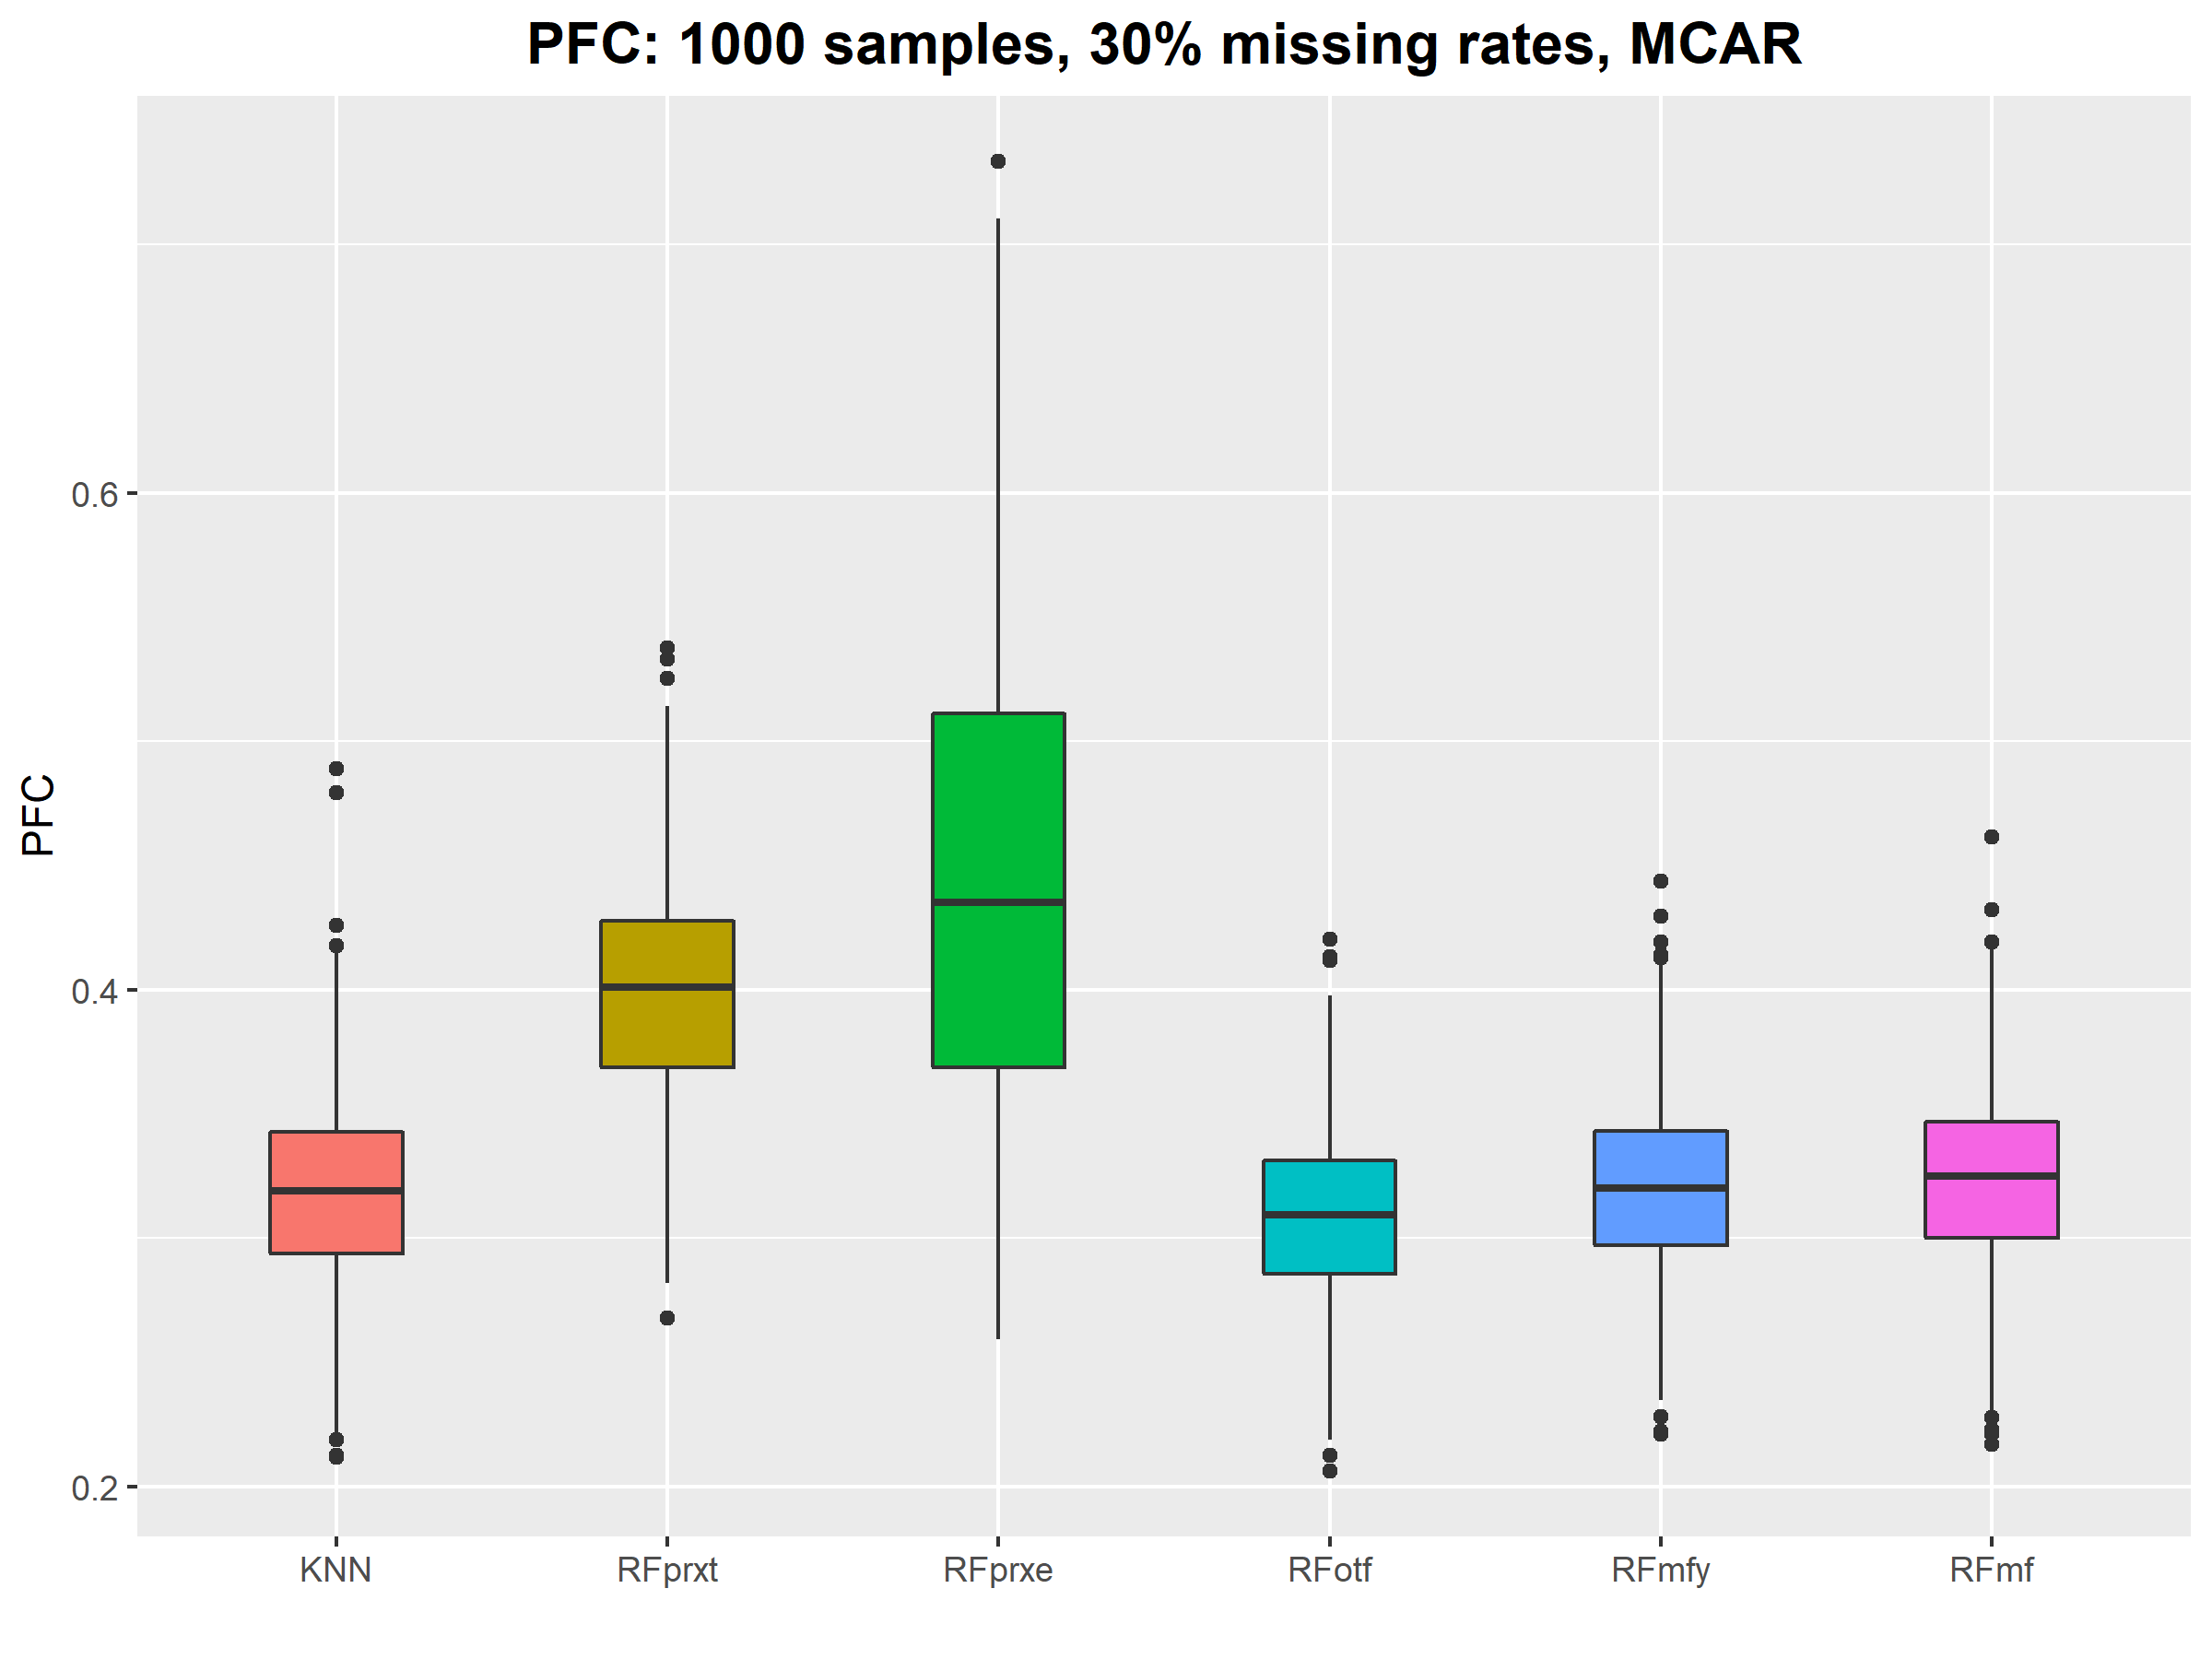 PFC: 1000 samples, 30% missing rates, MCAR
PFC
0.6
0.4
0.2
KNN RFprxt RFprxe RFotf RFmfy RFmf